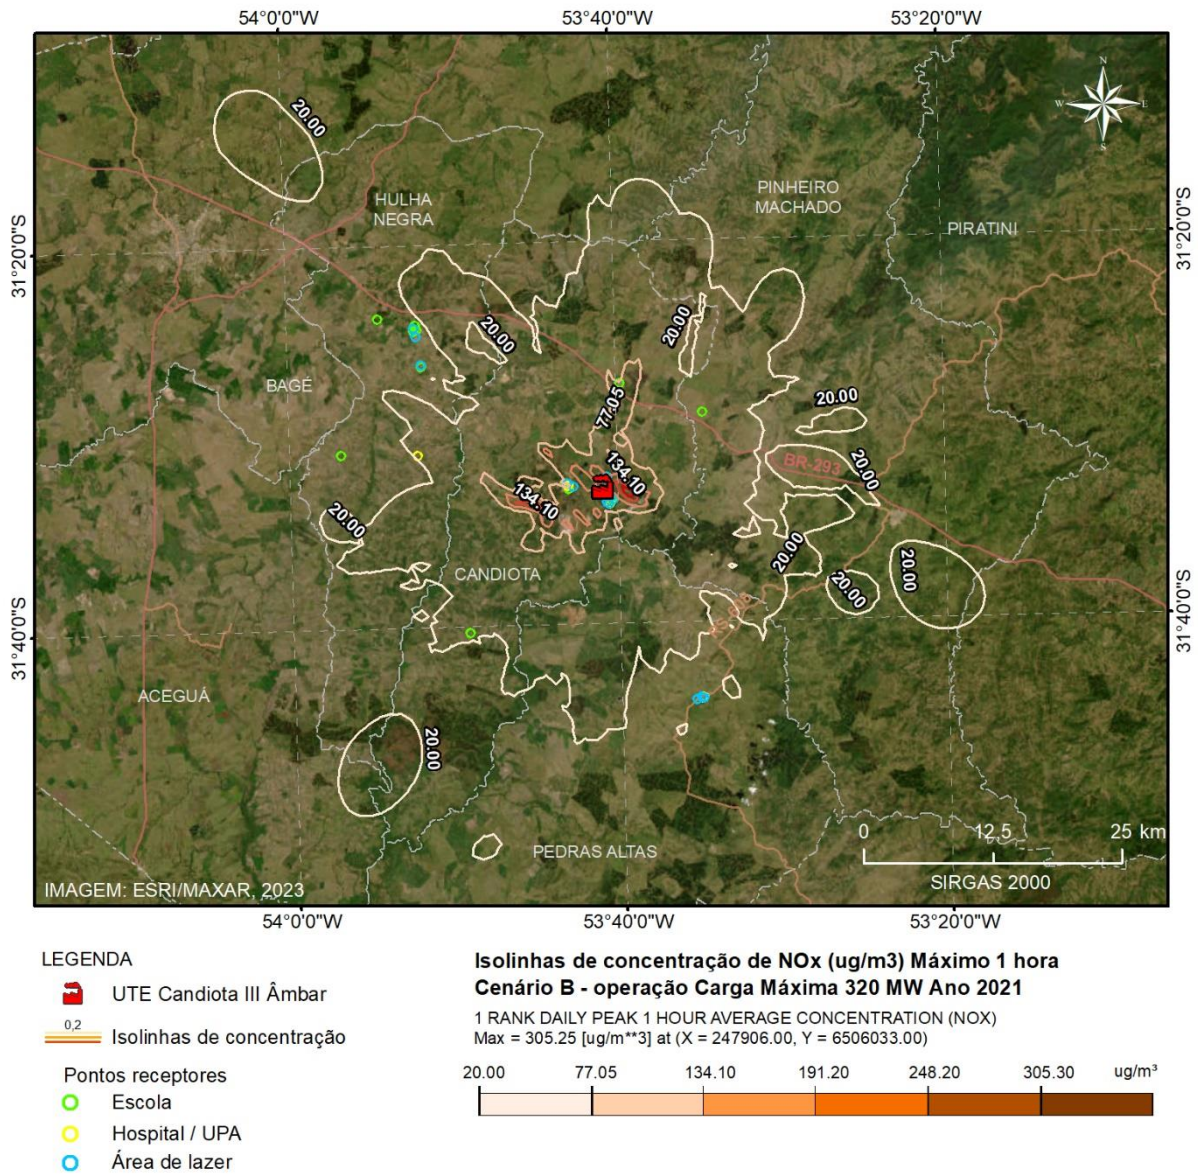 54°0'0"W 53°40'0"W 53°20'0"W
20.00
N
W E
S
HULHA
NEGRA
PINHEIRO
MACHADO
PIRATINI
31°20'0"S 31°20'0"S
20.00
20.00
BAGÉ
77.05
20.00
BR-293
20.00
134.10
134.10
20.00
20.00
20.00
20.00
CANDIOTA
31°40'0"S 31°40'0"S
ACEGUÁ
20.00
PEDRAS ALTAS
0 12,5 25 km
SIRGAS 2000
IMAGEM: ESRI/MAXAR, 2023
54°0'0"W 53°40'0"W 53°20'0"W
LEGENDA
UTE Candiota III Âmbar
0,2
Isolinhas de concentração
Pontos receptores
Escola
Hospital / UPA
Área de lazer
Isolinhas de concentração de NOx (ug/m3) Máximo 1 hora
Cenário B - operação Carga Máxima 320 MW Ano 2021
1 RANK DAILY PEAK 1 HOUR AVERAGE CONCENTRATION (NOX)
Max = 305.25 [ug/m**3] at (X = 247906.00, Y = 6506033.00)
20.00 77.05 134.10 191.20 248.20 305.30 ug/m³